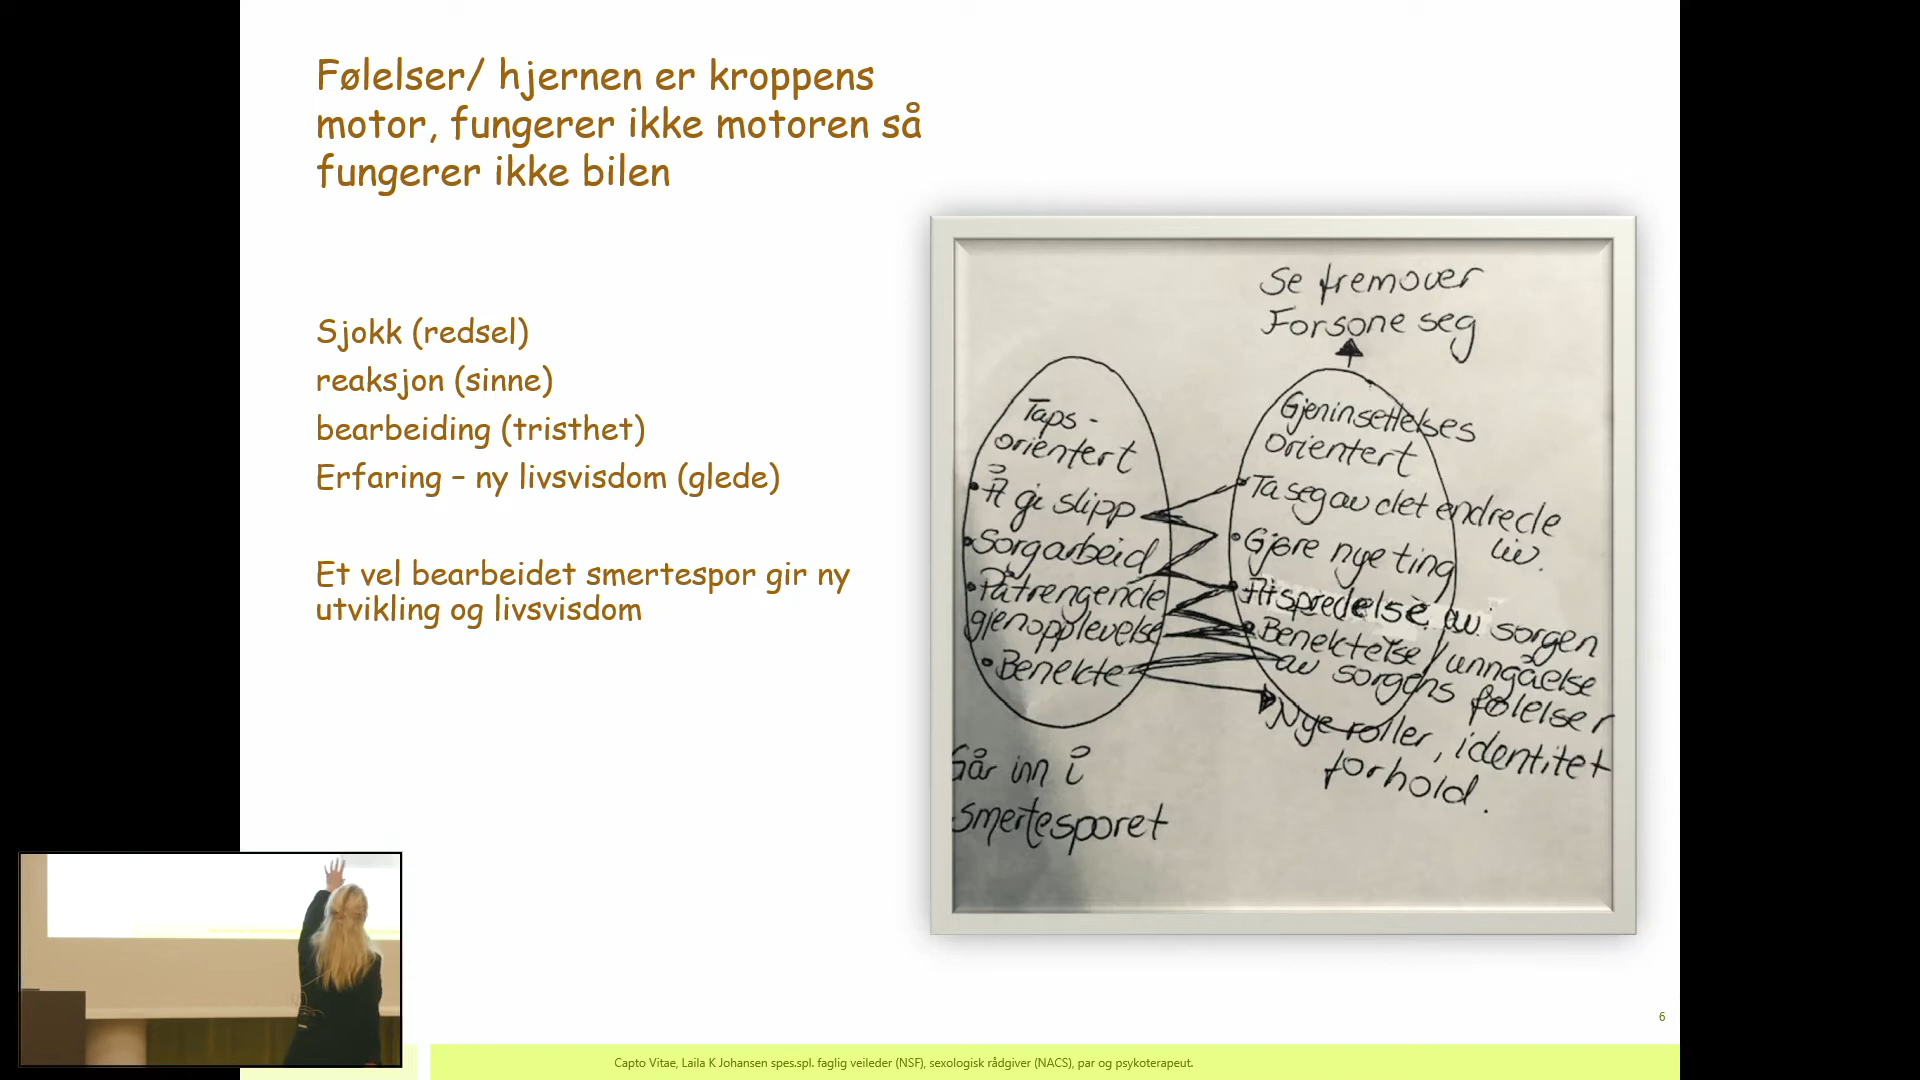 Følelser/ hjernen er kroppens
motor, fungerer ikke motoren så
fungerer ikke bilen
Sjokk (redsel)
reaksjon (sinne)
bearbeiding (tristhet)
Erfaring – ny livsvisdom (glede)
Et vel bearbeidet smertespor gir ny
utvikling og livsvisdom
Se fremover
Forsone seg
Taps-
orientert
• Å gi slipp
• Sorgarbeid
• Påtrengende
gjenopplevelse
• Benekte
Går inn i
smertesporet
Gjeninsettelses
orientert
• Ta seg av det endrede
liv.
• Gjøre nye ting
• Atspredelse av sorgen
• Benektelse/unngåelse
av sorgens følelser
Nye roller, identitet
forhold.
6
Capto Vitae, Laila K Johansen spes.spl. faglig veileder (NSF), sexologisk rådgiver (NACS), par og psykoterapeut.